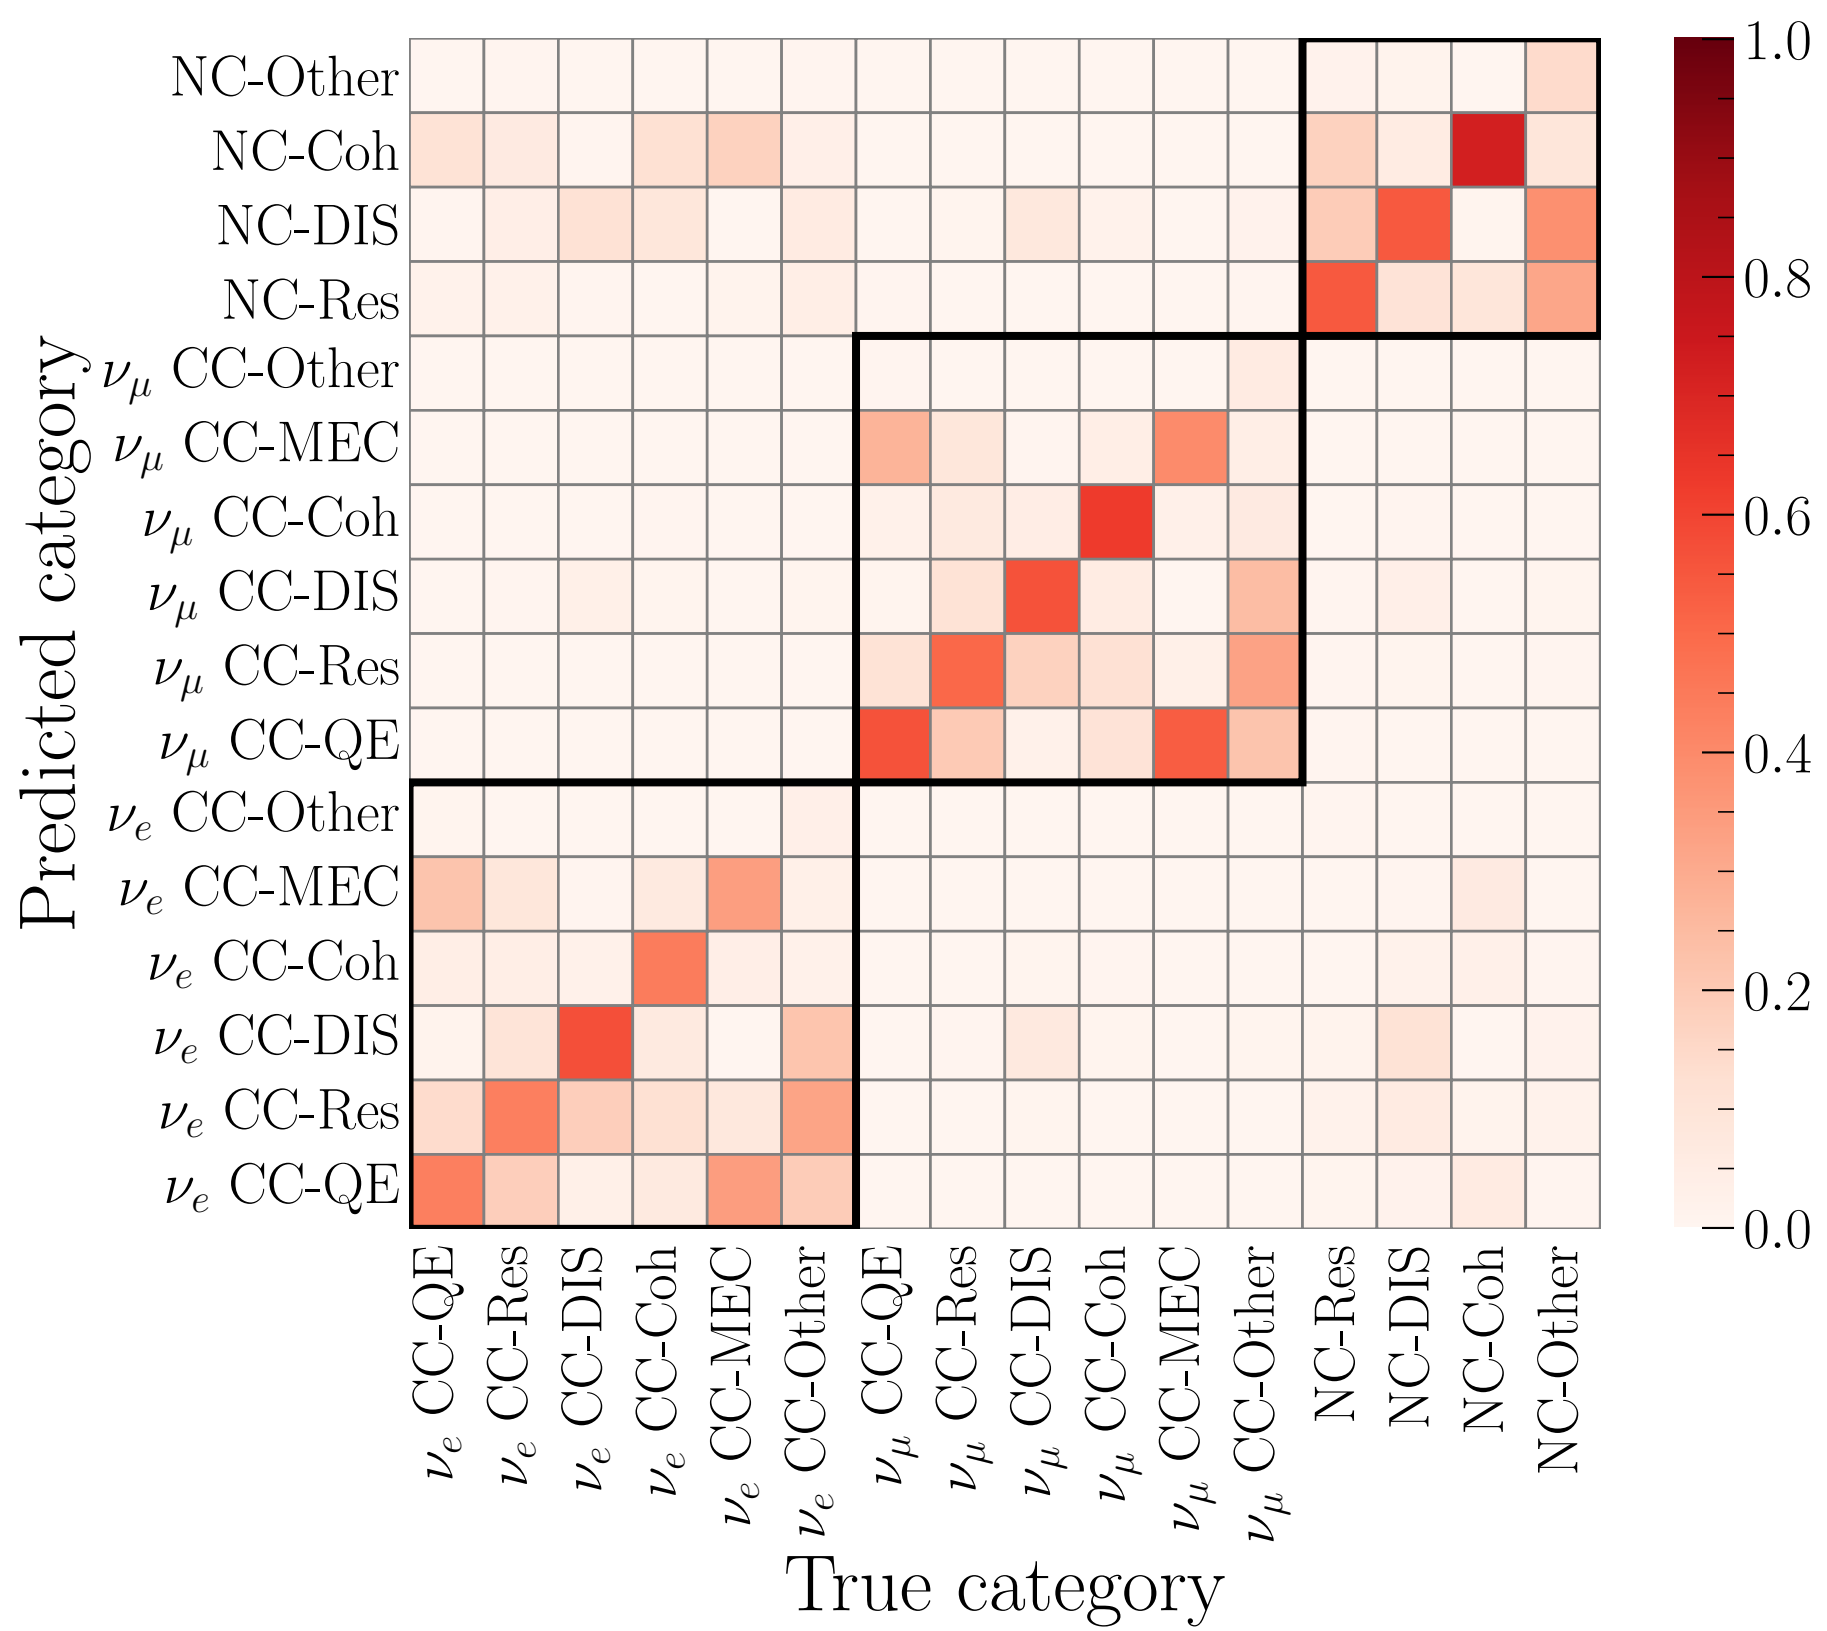 NC-Other
NC-Coh
NC-DIS
NC-Res
νμ CC-Other
νμ CC-MEC
νμ CC-Coh
νμ CC-DIS
νμ CC-Res
νμ CC-QE
νe CC-Other
νe CC-MEC
νe CC-Coh
νe CC-DIS
νe CC-Res
νe CC-QE
Predicted category
νe CC-QE
νe CC-Res
νe CC-DIS
νe CC-Coh
νe CC-MEC
νe CC-Other
νμ CC-QE
νμ CC-Res
νμ CC-DIS
νμ CC-Coh
νμ CC-MEC
νμ CC-Other
NC-Res
NC-DIS
NC-Coh
NC-Other
True category
1.0
0.8
0.6
0.4
0.2
0.0